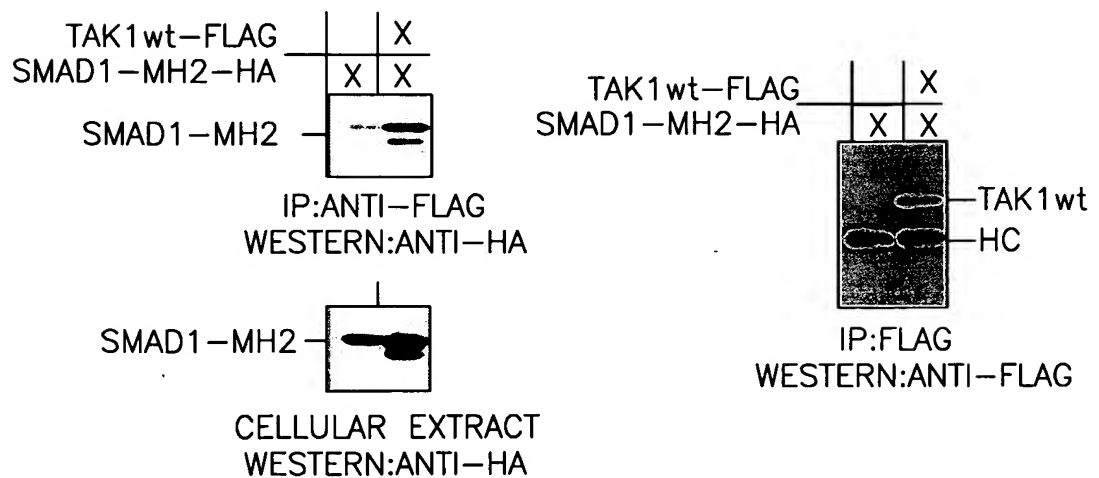 TAK1wt-FLAG X
SMAD1-MH2-HA X X
SMAD1-MH2
IP:ANTI-FLAG
WESTERN:ANTI-HA
SMAD1-MH2
CELLULAR EXTRACT
WESTERN:ANTI-HA
TAK1wt-FLAG X
SMAD1-MH2-HA X X
TAK1wt
HC
IP:FLAG
WESTERN:ANTI-FLAG